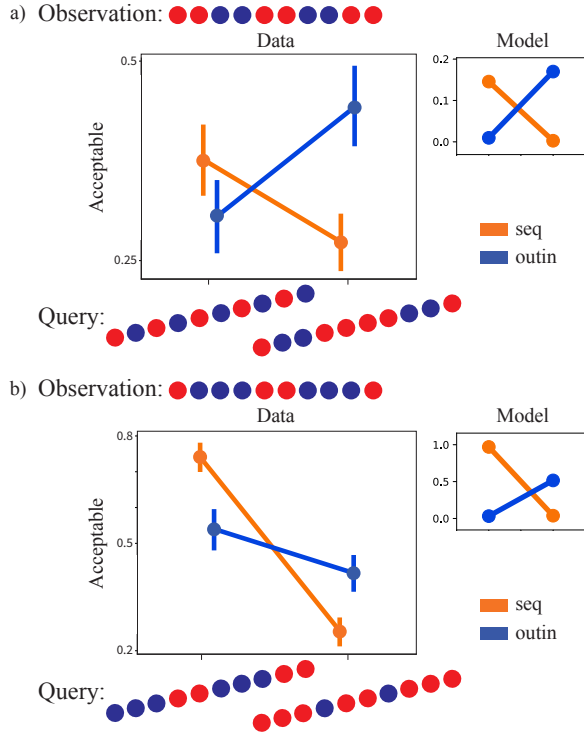 a) Observation:
Data
Model
0.5
0.25
Acceptable
0.2
0.1
0.0
seq
outin
Query:
b) Observation:
Data
Model
0.8
0.5
0.2
Acceptable
1.0
0.5
0.0
seq
outin
Query: